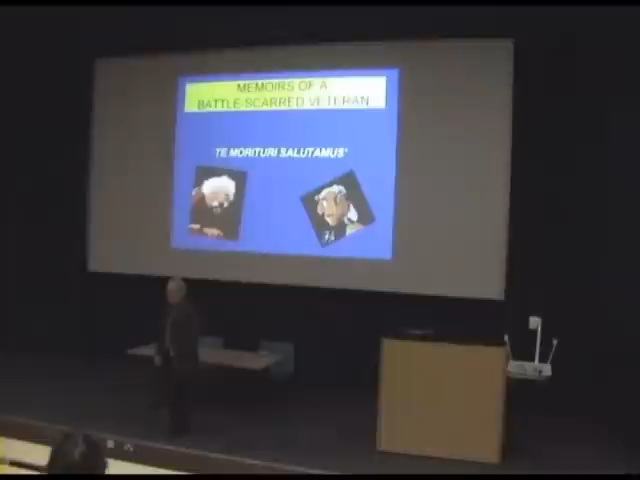 MEMOIRS OF A
BATTLE SCARRED VETERAN
TE MORITURI SALUTAMUS'